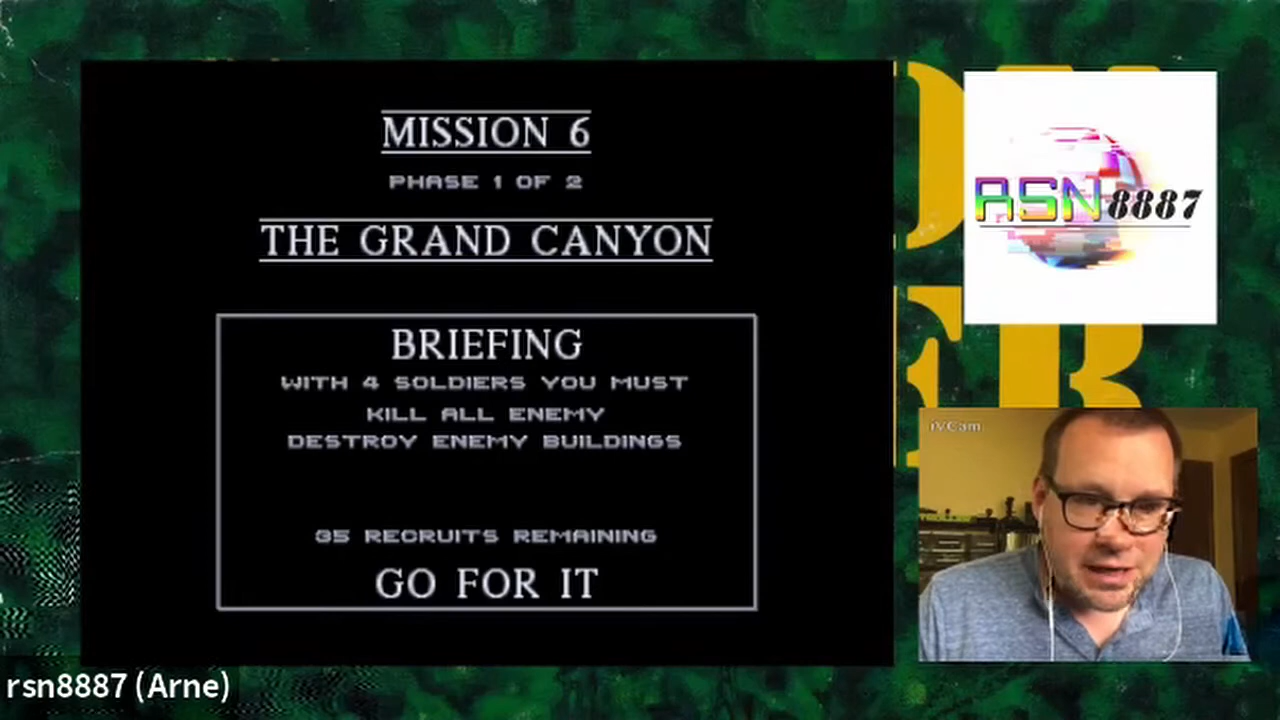 MISSION 6
PHASE 1 OF 2
THE GRAND CANYON
BRIEFING
WITH 4 SOLDIERS YOU MUST
KILL ALL ENEMY
DESTROY ENEMY BUILDINGS
35 RECRUITS REMAINING
GO FOR IT
RSN8887
iVCam
rsn8887 (Arne)